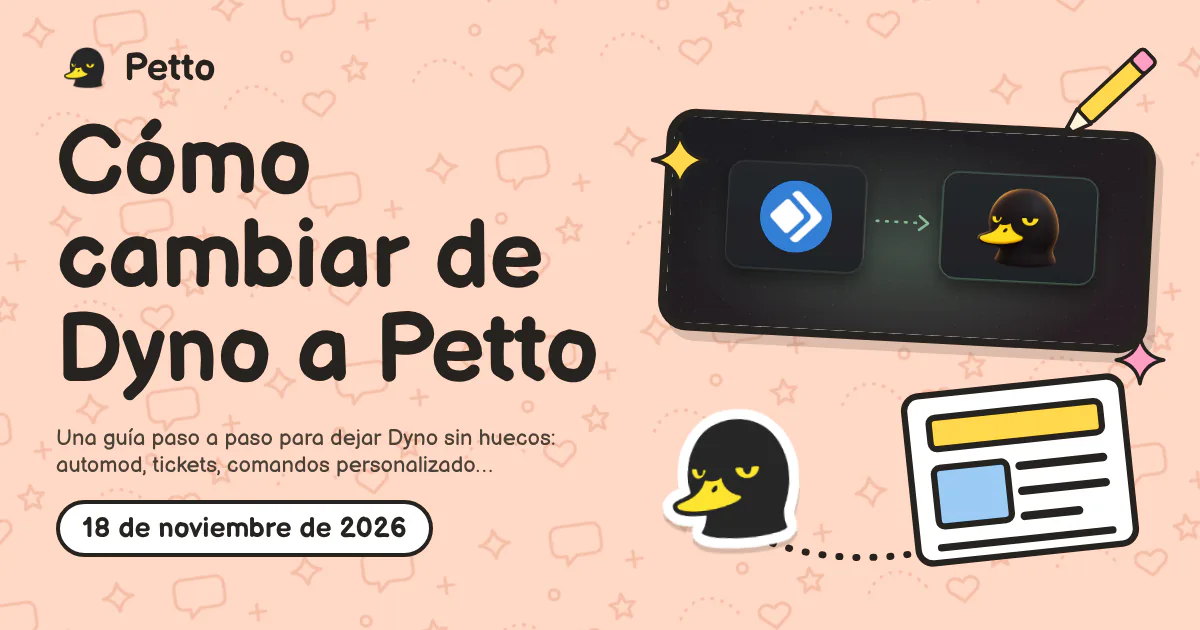 Petto
Cómo
cambiar de
Dyno a Petto
Una guía paso a paso para dejar Dyno sin huecos:
automod, tickets, comandos personalizado...
18 de noviembre de 2026